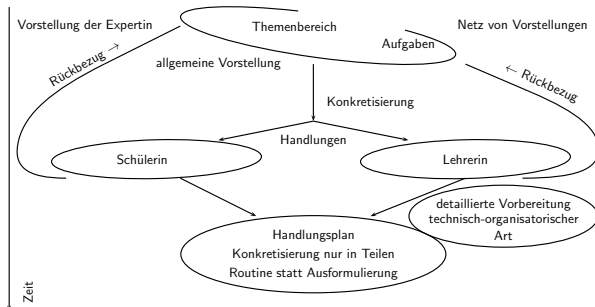 Vorstellung der Expertin
Themenbereich
Netz von Vorstellungen
Aufgaben
Rückbezug →
allgemeine Vorstellung
← Rückbezug
Konkretisierung
Handlungen
Schülerin
Lehrerin
detaillierte Vorbereitung
technisch-organisatorischer
Art
Handlungsplan
Konkretisierung nur in Teilen
Routine statt Ausformulierung
Zeit